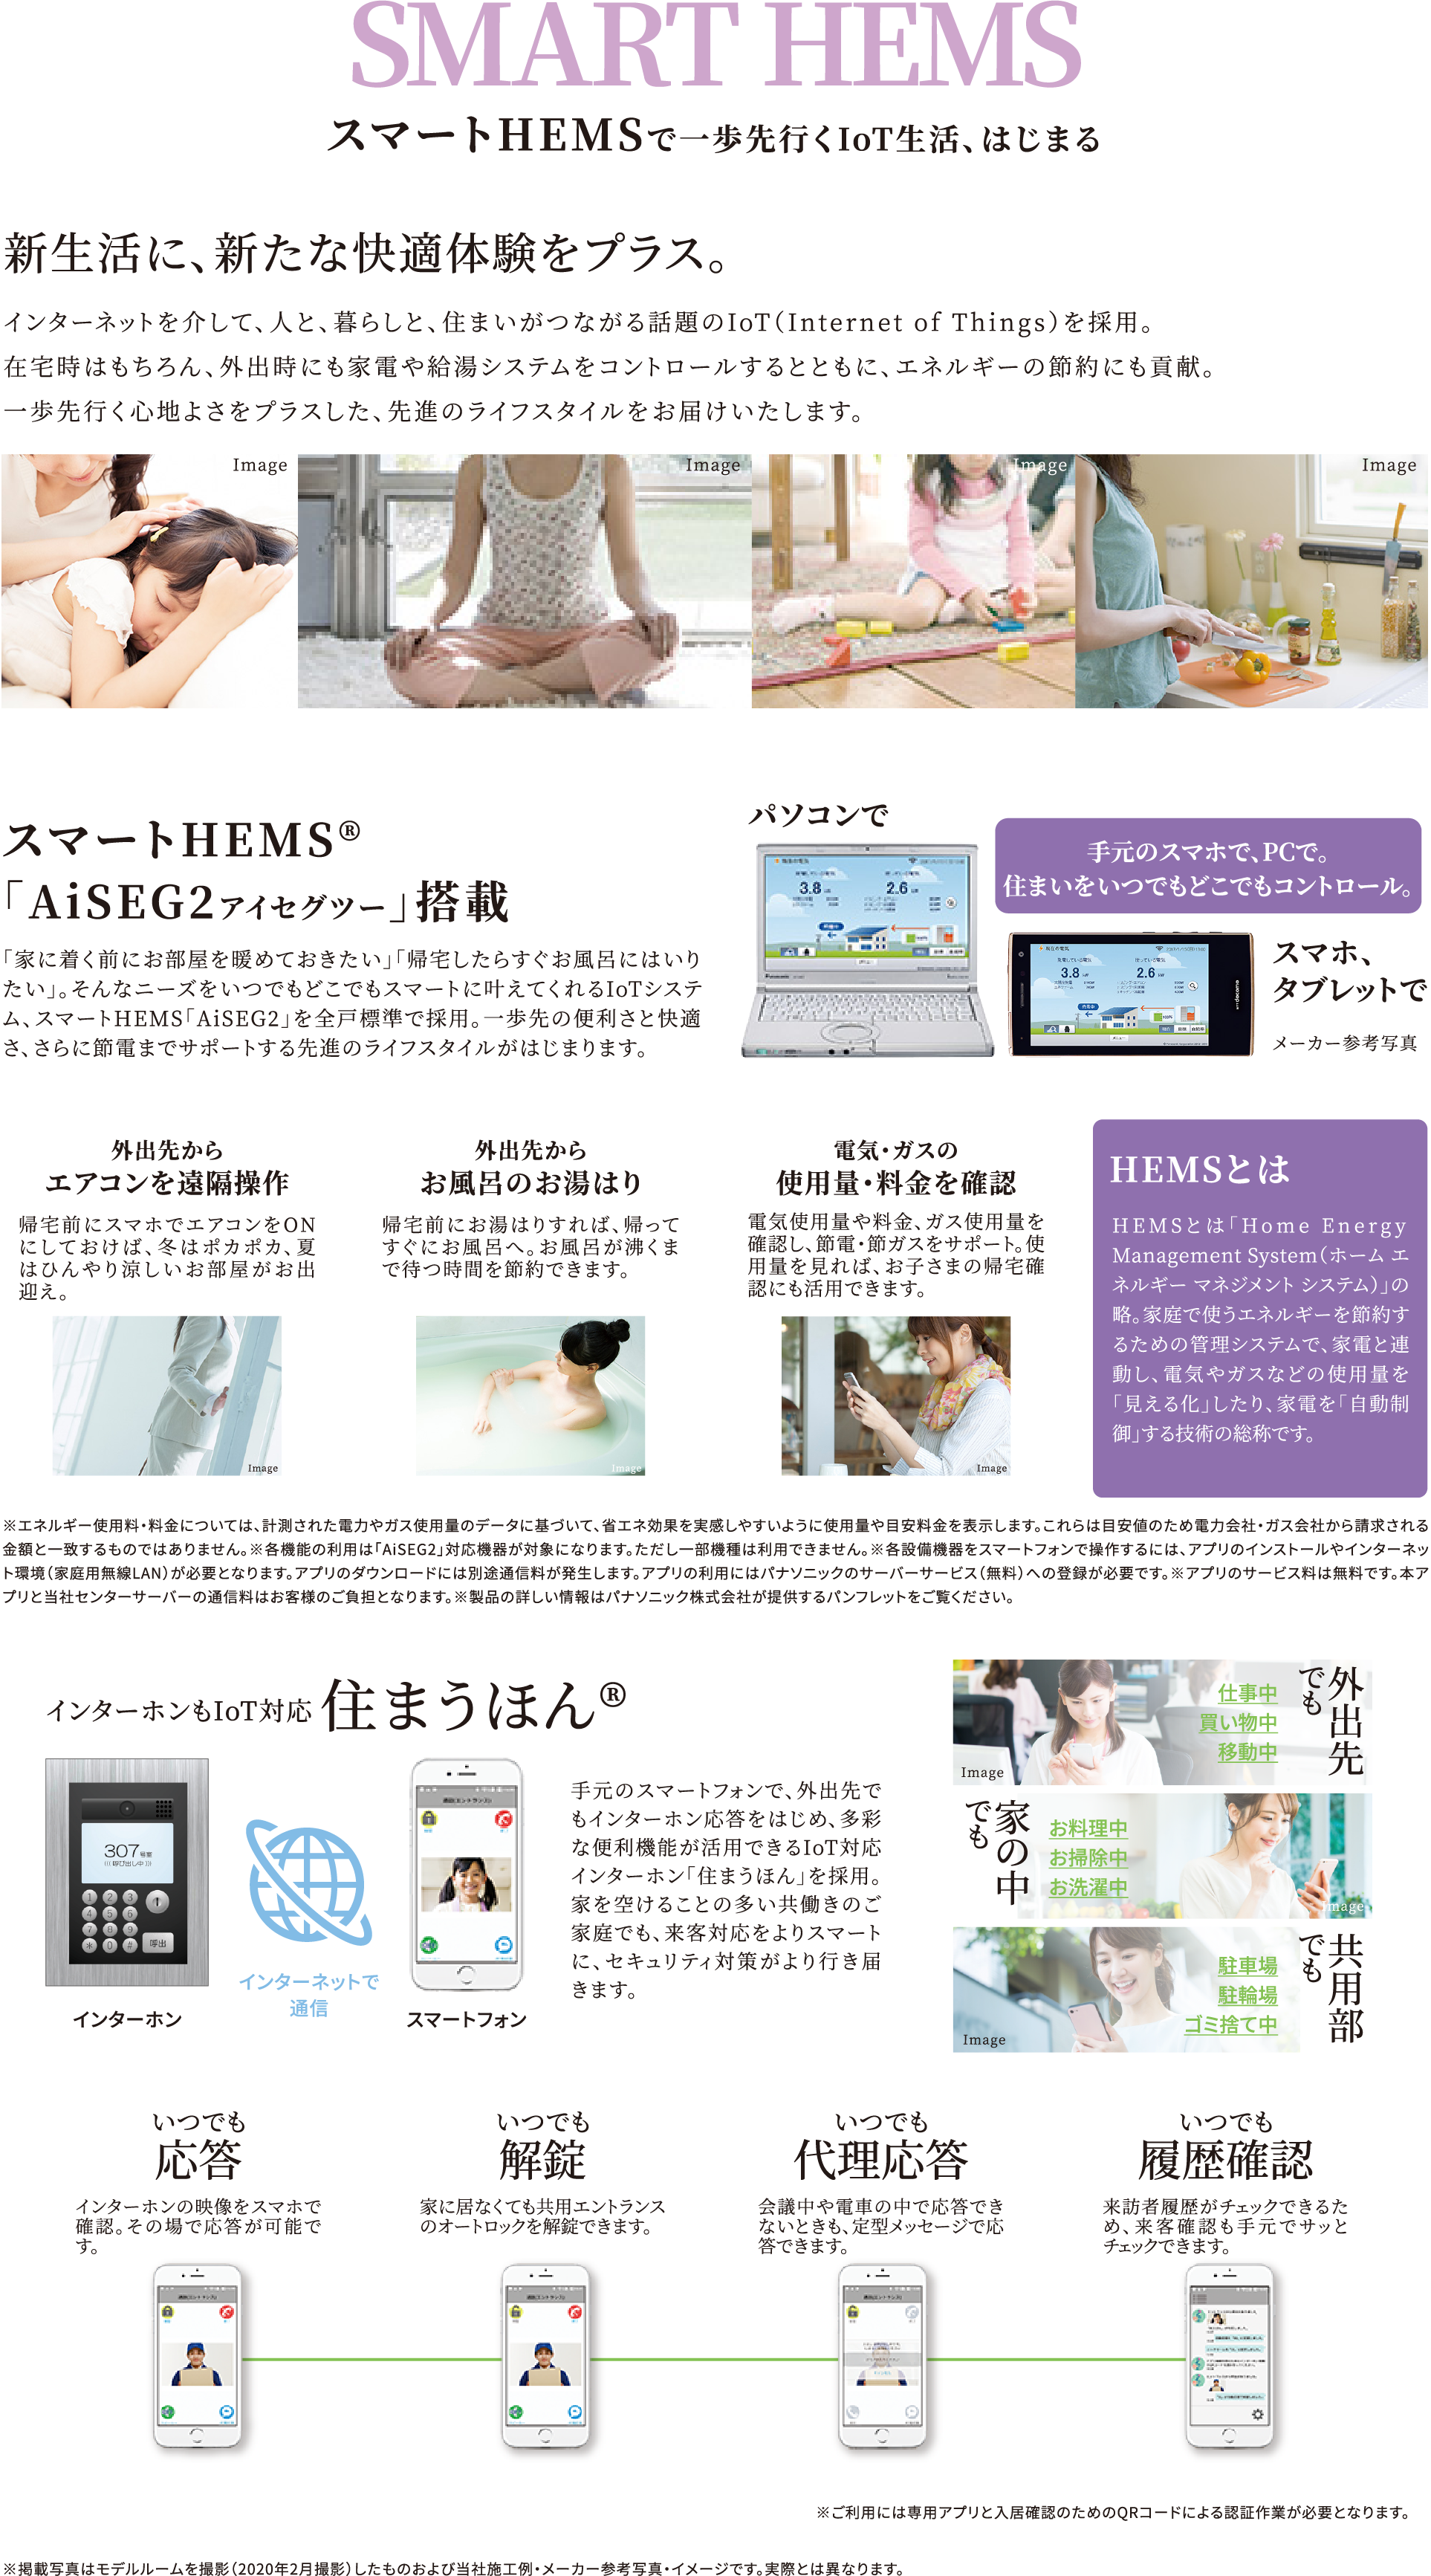 SMART HEMS
スマートHEMSで一歩先行くIoT生活、はじまる
新生活に、新たな快適体験をプラス。
インターネットを介して、人と、暮らしと、住まいがつながる話題のIoT（Internet of Things）を採用。
在宅時はもちろん、外出時にも家電や給湯システムをコントロールするとともに、エネルギーの節約にも貢献。
一歩先行く心地よさをプラスした、先進のライフスタイルをお届けいたします。
Image
Image
Image
Image
スマートHEMS®
「AiSEG2アイセグツー」搭載
「家に着く前にお部屋を暖めておきたい」「帰宅したらすぐお風呂にはいり
たい」。そんなニーズをいつでもどこでもスマートに叶えてくれるIoTシステ
ム、スマートHEMS「AiSEG2」を全戸標準で採用。一歩先の便利さと快適
さ、さらに節電までサポートする先進のライフスタイルがはじまります。
パソコンで
3.8
2.6
手元のスマホで、PCで。
住まいをいつでもどこでもコントロール。
3.8
2.6
docomo
スマホ、
タブレットで
メーカー参考写真
外出先から
エアコンを遠隔操作
帰宅前にスマホでエアコンをON
にしておけば、冬はポカポカ、夏
はひんやり涼しいお部屋がお出
迎え。
Image
外出先から
お風呂のお湯はり
帰宅前にお湯はりすれば、帰って
すぐにお風呂へ。お風呂が沸くま
で待つ時間を節約できます。
Image
電気・ガスの
使用量・料金を確認
電気使用量や料金、ガス使用量を
確認し、節電・節ガスをサポート。使
用量を見れば、お子さまの帰宅確
認にも活用できます。
Image
HEMSとは
HEMSとは「Home Energy
Management System（ホーム エ
ネルギー マネジメント システム）」の
略。家庭で使うエネルギーを節約す
るための管理システムで、家電と連
動し、電気やガスなどの使用量を
「見える化」したり、家電を「自動制
御」する技術の総称です。
※エネルギー使用料・料金については、計測された電力やガス使用量のデータに基づいて、省エネ効果を実感しやすいように使用量や目安料金を表示します。これらは目安値のため電力会社・ガス会社から請求される
金額と一致するものではありません。※各機能の利用は「AiSEG2」対応機器が対象になります。ただし一部機種は利用できません。※各設備機器をスマートフォンで操作するには、アプリのインストールやインターネッ
ト環境（家庭用無線LAN）が必要となります。アプリのダウンロードには別途通信料が発生します。アプリの利用にはパナソニックのサーバーサービス（無料）への登録が必要です。※アプリのサービス料は無料です。本ア
プリと当社センターサーバーの通信料はお客様のご負担となります。※製品の詳しい情報はパナソニック株式会社が提供するパンフレットをご覧ください。
インターホンもIoT対応 住まうほん®
307号室
呼び出し中
1 2 3
4 5 6
7 8 9
* 0 #
呼出
インターホン
インターネットで
通信
スマートフォン
手元のスマートフォンで、外出先で
もインターホン応答をはじめ、多彩
な便利機能が活用できるIoT対応
インターホン「住まうほん」を採用。
家を空けることの多い共働きのご
家庭でも、来客対応をよりスマート
に、セキュリティ対策がより行き届
きます。
外出先
でも
仕事中
買い物中
移動中
Image
家の中
でも
お料理中
お掃除中
お洗濯中
Image
共用部
でも
駐車場
駐輪場
ゴミ捨て中
Image
いつでも
応答
インターホンの映像をスマホで
確認。その場で応答が可能で
す。
いつでも
解錠
家に居なくても共用エントランス
のオートロックを解錠できます。
いつでも
代理応答
会議中や電車の中で応答でき
ないときも、定型メッセージで応
答できます。
いつでも
履歴確認
来訪者履歴がチェックできるた
め、来客確認も手元でサッと
チェックできます。
※ご利用には専用アプリと入居確認のためのQRコードによる認証作業が必要となります。
※掲載写真はモデルルームを撮影（2020年2月撮影）したものおよび当社施工例・メーカー参考写真・イメージです。実際とは異なります。